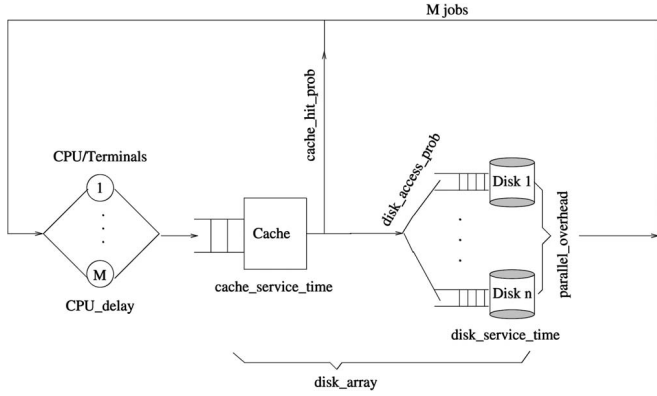 M jobs
cache_hit_prob
CPU/Terminals
disk_access_prob
1
Disk 1
parallel_overhead
Cache
M
Disk n
CPU_delay
cache_service_time
disk_service_time
disk_array